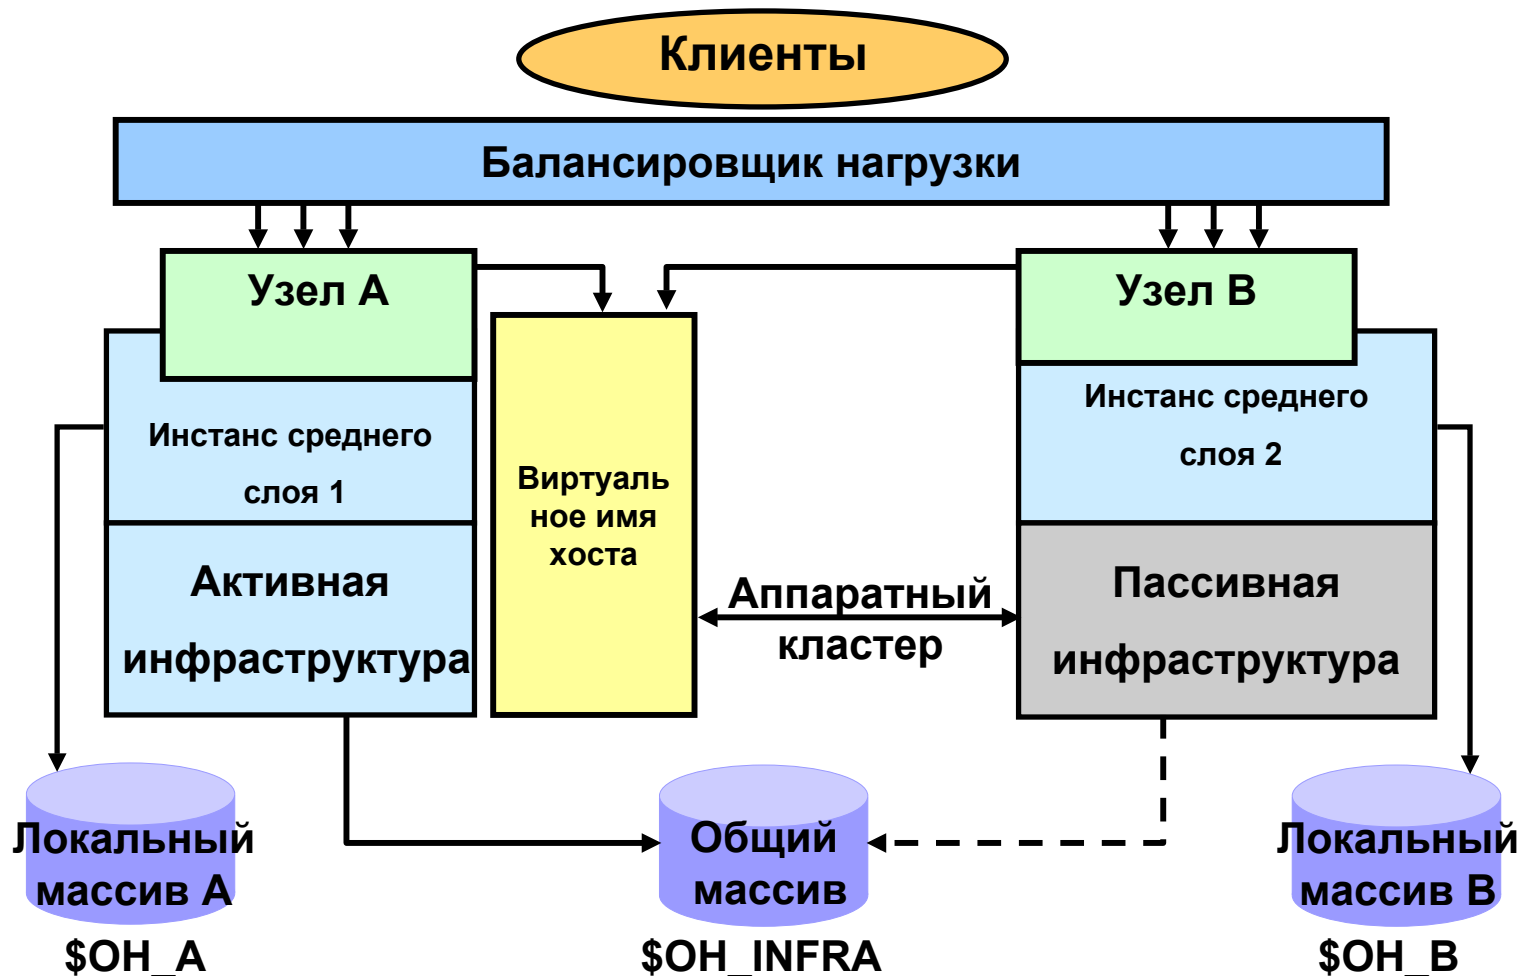 Клиенты
Балансировщик нагрузки
Узел A
Узел B
Инстанс среднего
слоя 1
Инстанс среднего
слоя 2
Виртуаль
ное имя
хоста
Активная
инфраструктура
Аппаратный
кластер
Пассивная
инфраструктура
Локальный
массив A
Общий
массив
Локальный
массив B
$OH_A
$OH_INFRA
$OH_B